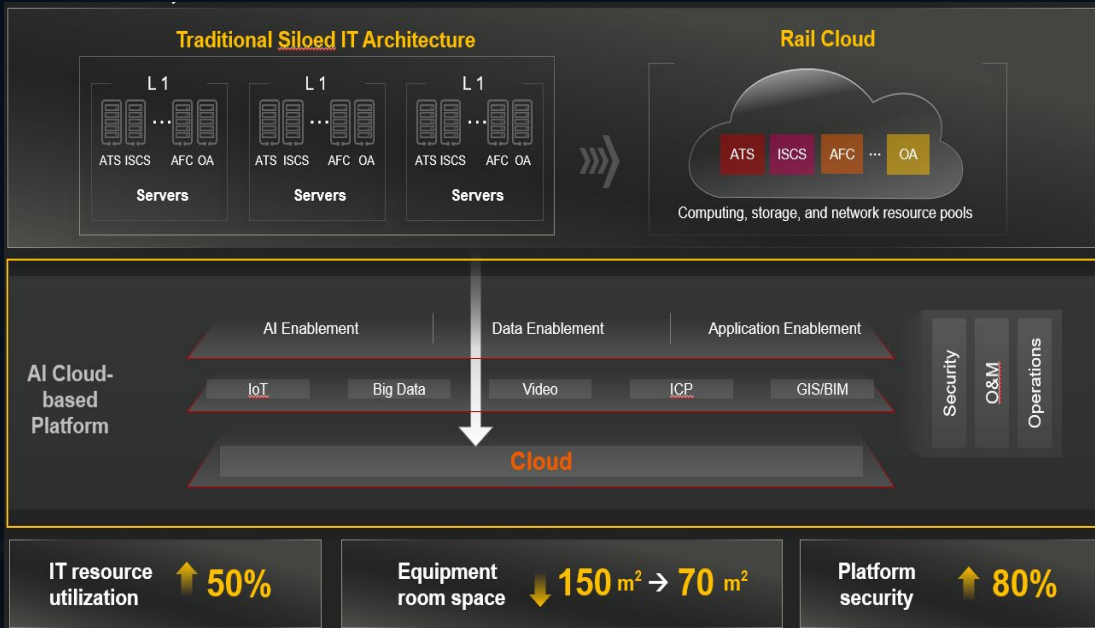 Traditional Siloed IT Architecture
L 1
L 1
L 1
...
...
...
ATS ISCS AFC OA
ATS ISCS AFC OA
ATS ISCS AFC OA
Servers
Servers
Servers
Rail Cloud
ATS ISCS AFC ... OA
Computing, storage, and network resource pools
AI Cloud-
based
Platform
AI Enablement
Data Enablement
Application Enablement
IoT
Big Data
Video
ICP
GIS/BIM
Cloud
Security
O&M
Operations
IT resource
utilization
50%
Equipment
room space
150 m² → 70 m²
Platform
security
80%